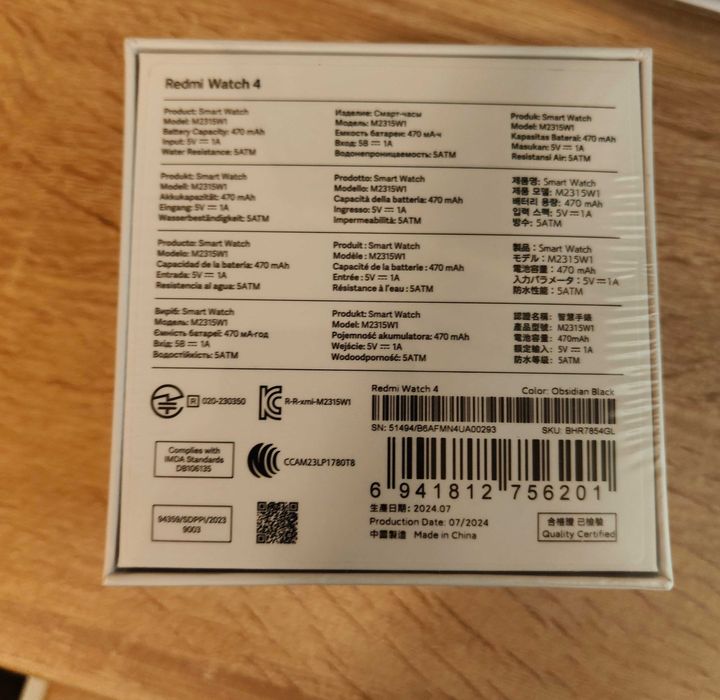 Redmi Watch 4
Product: Smart Watch
Model: M2315W1
Battery Capacity: 470 mAh
Input: 5V ⎓ 1A
Water Resistance: 5ATM
Изделие: Смарт-часы
Модель: M2315W1
Емкость батареи: 470 мА·ч
Вход: 5В ⎓ 1A
Водонепроницаемость: 5ATM
Produk: Smart Watch
Model: M2315W1
Kapasitas Baterai: 470 mAh
Masukan: 5V ⎓ 1A
Resistansi Air: 5ATM
Produkt: Smart Watch
Modell: M2315W1
Akkukapazität: 470 mAh
Eingang: 5V ⎓ 1A
Wasserbeständigkeit: 5ATM
Prodotto: Smart Watch
Modello: M2315W1
Capacità della batteria: 470 mAh
Ingresso: 5V ⎓ 1A
Impermeabilità: 5ATM
제품명: Smart Watch
제품 모델: M2315W1
배터리 용량: 470 mAh
입력 스펙: 5V ⎓ 1A
방수: 5ATM
Producto: Smart Watch
Modelo: M2315W1
Capacidad de la batería: 470 mAh
Entrada: 5V ⎓ 1A
Resistencia al agua: 5ATM
Produit : Smart Watch
Modèle : M2315W1
Capacité de la batterie : 470 mAh
Entrée : 5V ⎓ 1A
Résistance à l'eau : 5ATM
製品：Smart Watch
モデル：M2315W1
電池容量：470 mAh
入力パラメータ：5V ⎓ 1A
防水性能：5ATM
Виріб: Smart Watch
Модель: M2315W1
Ємність батареї: 470 мА·год
Вхід: 5В ⎓ 1A
Водостійкість: 5ATM
Produkt: Smart Watch
Model: M2315W1
Pojemność akumulatora: 470 mAh
Wejście: 5V ⎓ 1A
Wodoodporność: 5ATM
認證名稱：智慧手錶
產品型號：M2315W1
電池容量：470mAh
額定輸入：5V ⎓ 1A
防水等級：5ATM
R 020-230350
R-R-xmi-M2315W1
Complies with
IMDA Standards
DB106135
CCAM23LP1780T8
94359/SDPPI/2023
9003
Redmi Watch 4 Color: Obsidian Black
SN: 51494/B6AFMN4UA00293 SKU: BHR7854GL
6 941812 756201
生產日期：2024.07
Production Date: 07/2024
中國製造 Made in China
合格證 已檢驗
Quality Certified